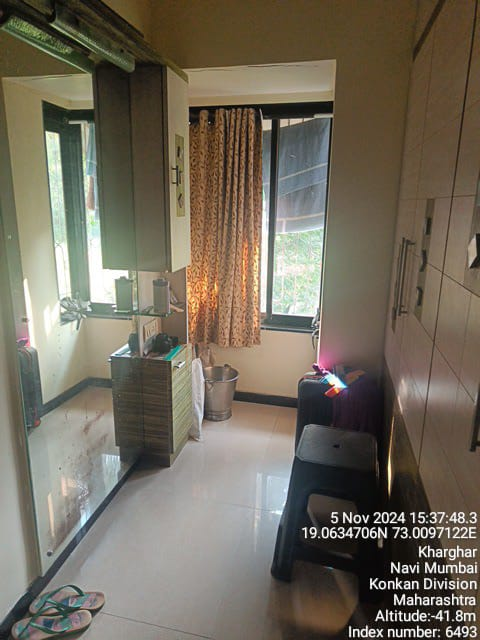 5 Nov 2024 15:37:48.3
19.0634706N 73.0097122E
Kharghar
Navi Mumbai
Konkan Division
Maharashtra
Altitude:-41.8m
Index number: 6493